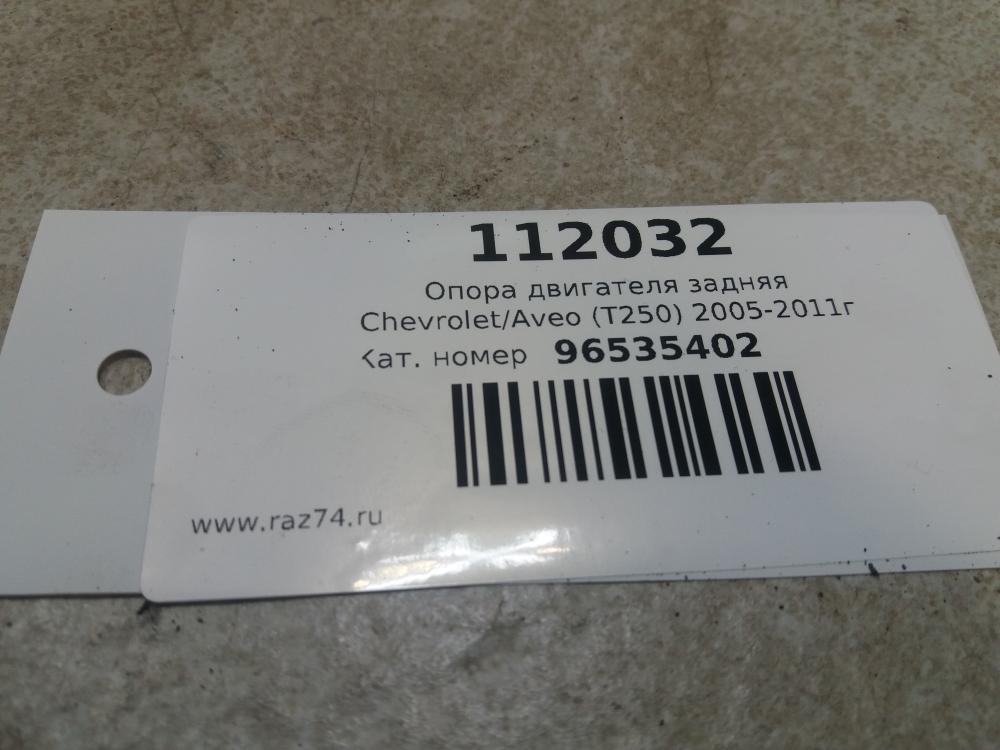 112032
Опора двигателя задняя
Chevrolet/Aveo (T250) 2005-2011г
Кат. номер 96535402
www.raz74.ru